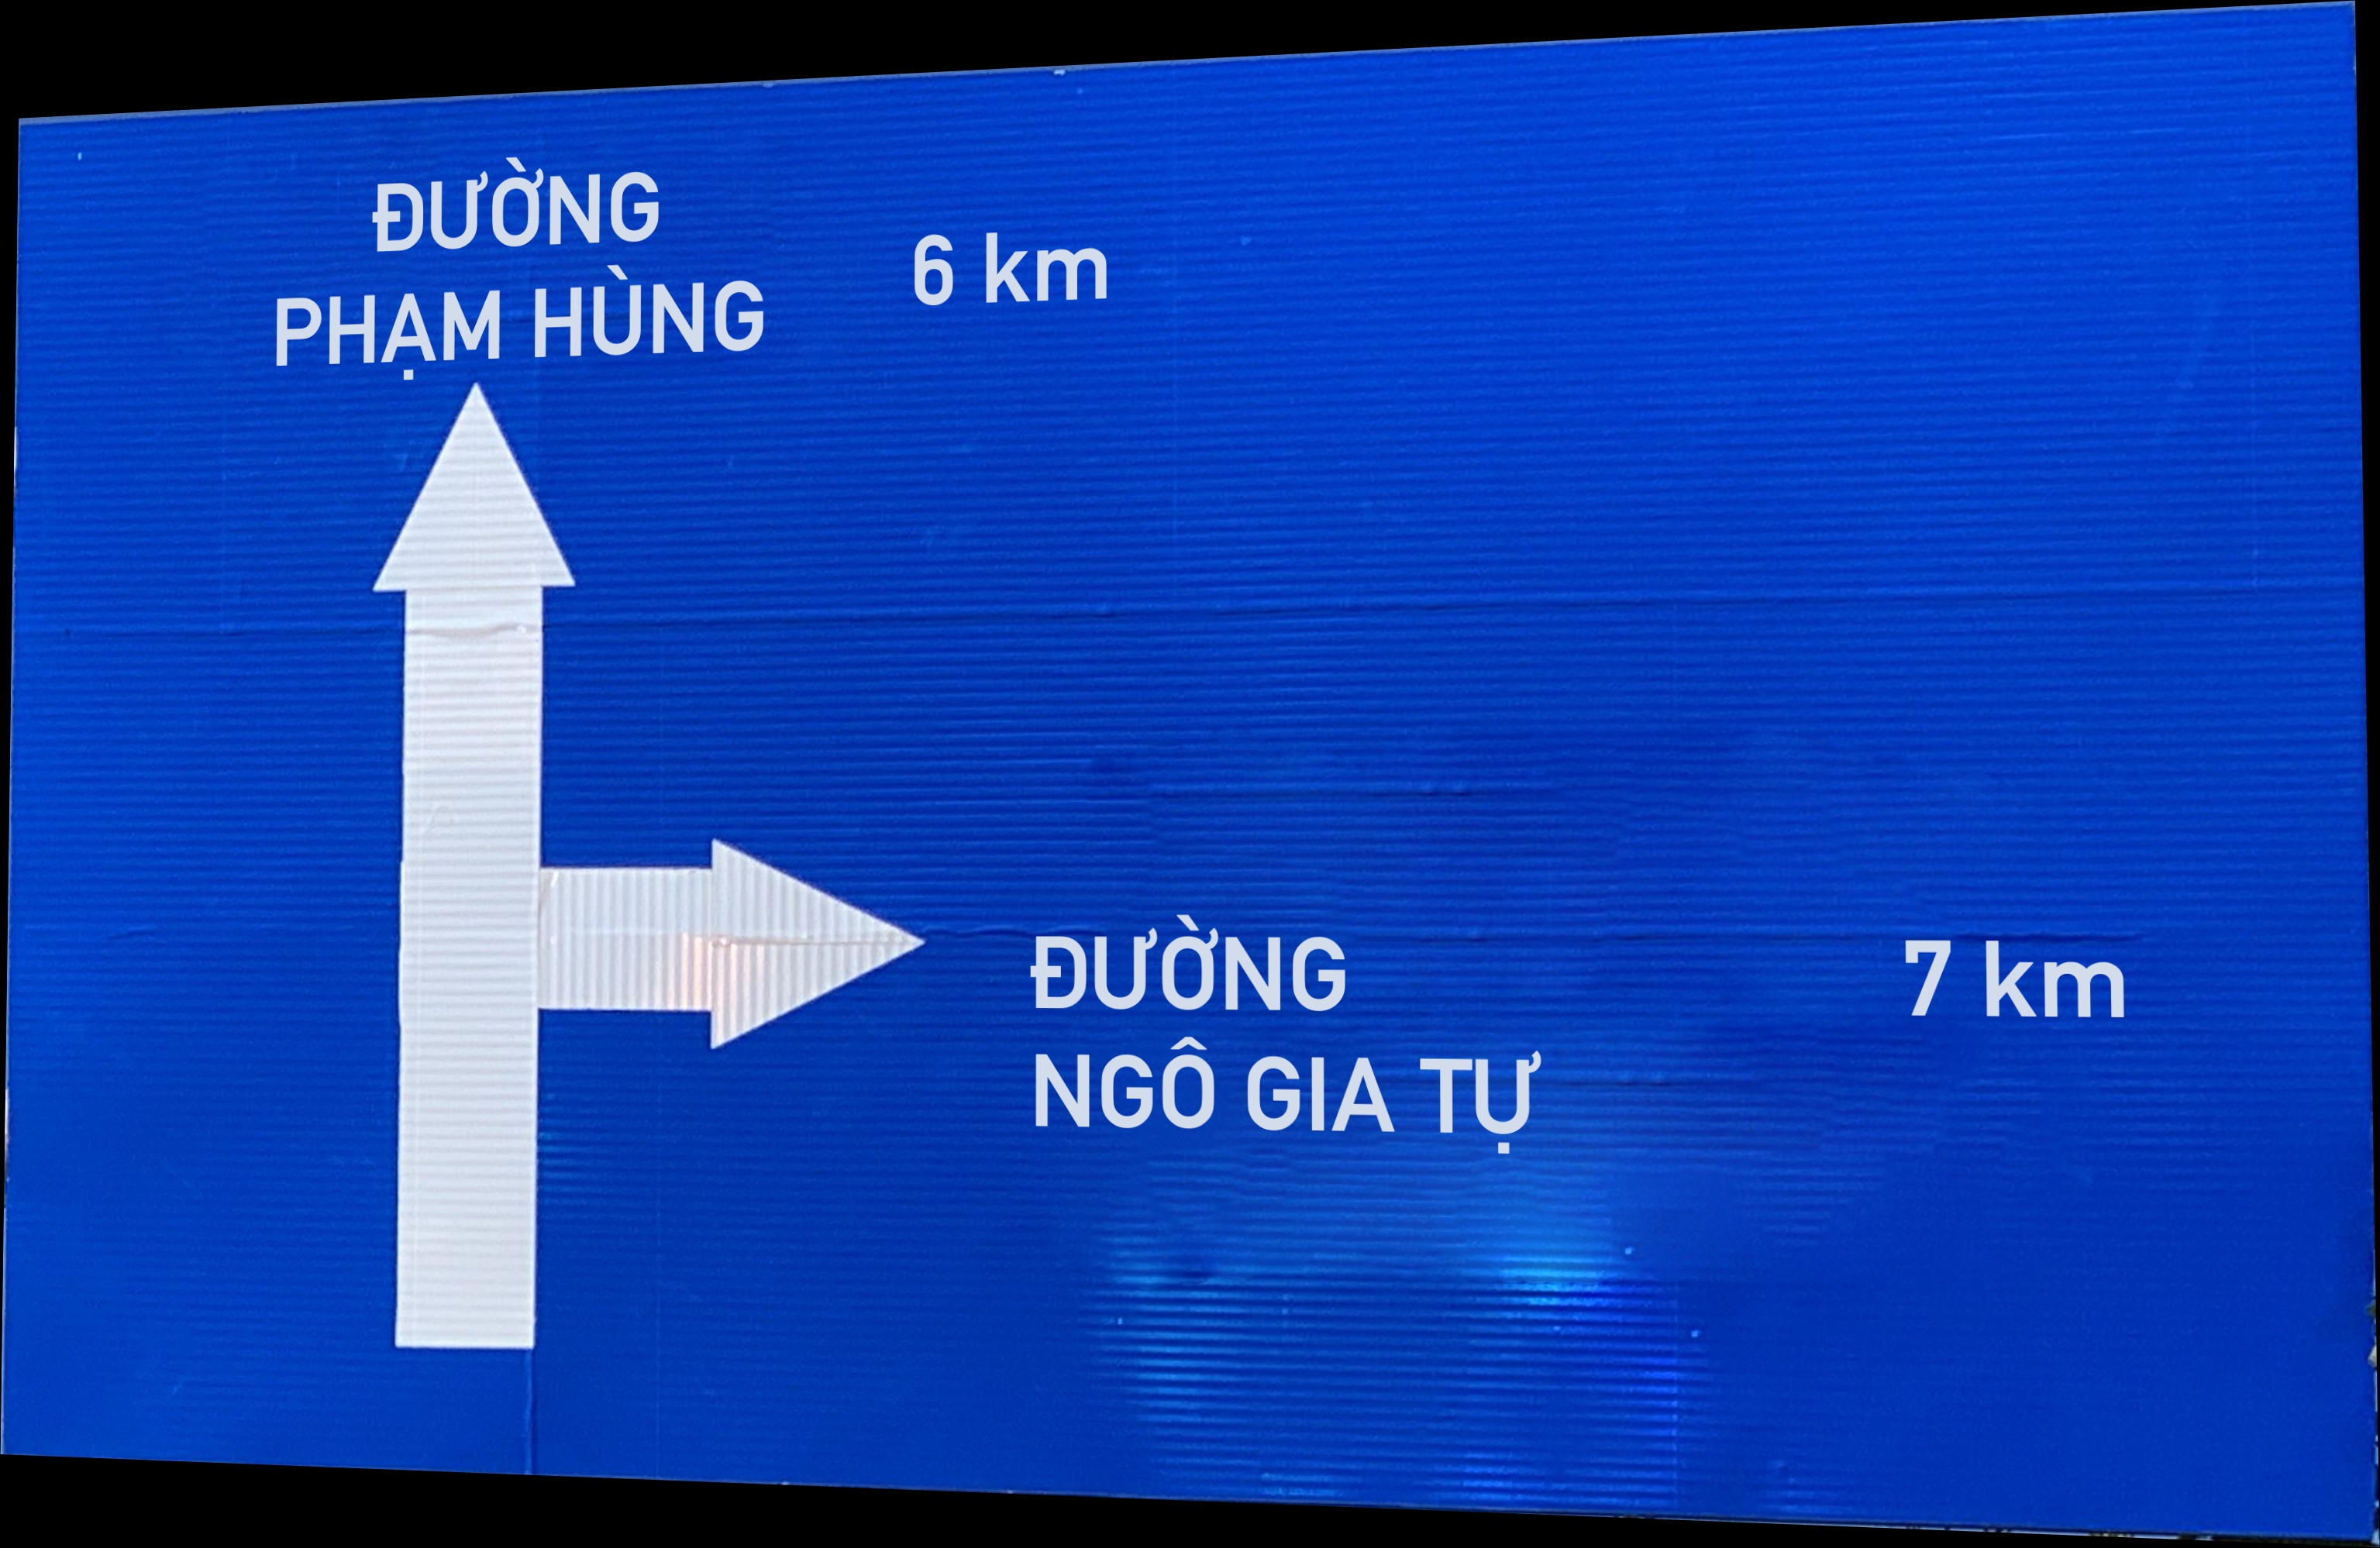 ĐƯỜNG
PHẠM HÙNG
6 km
ĐƯỜNG
NGÔ GIA TỰ
7 km